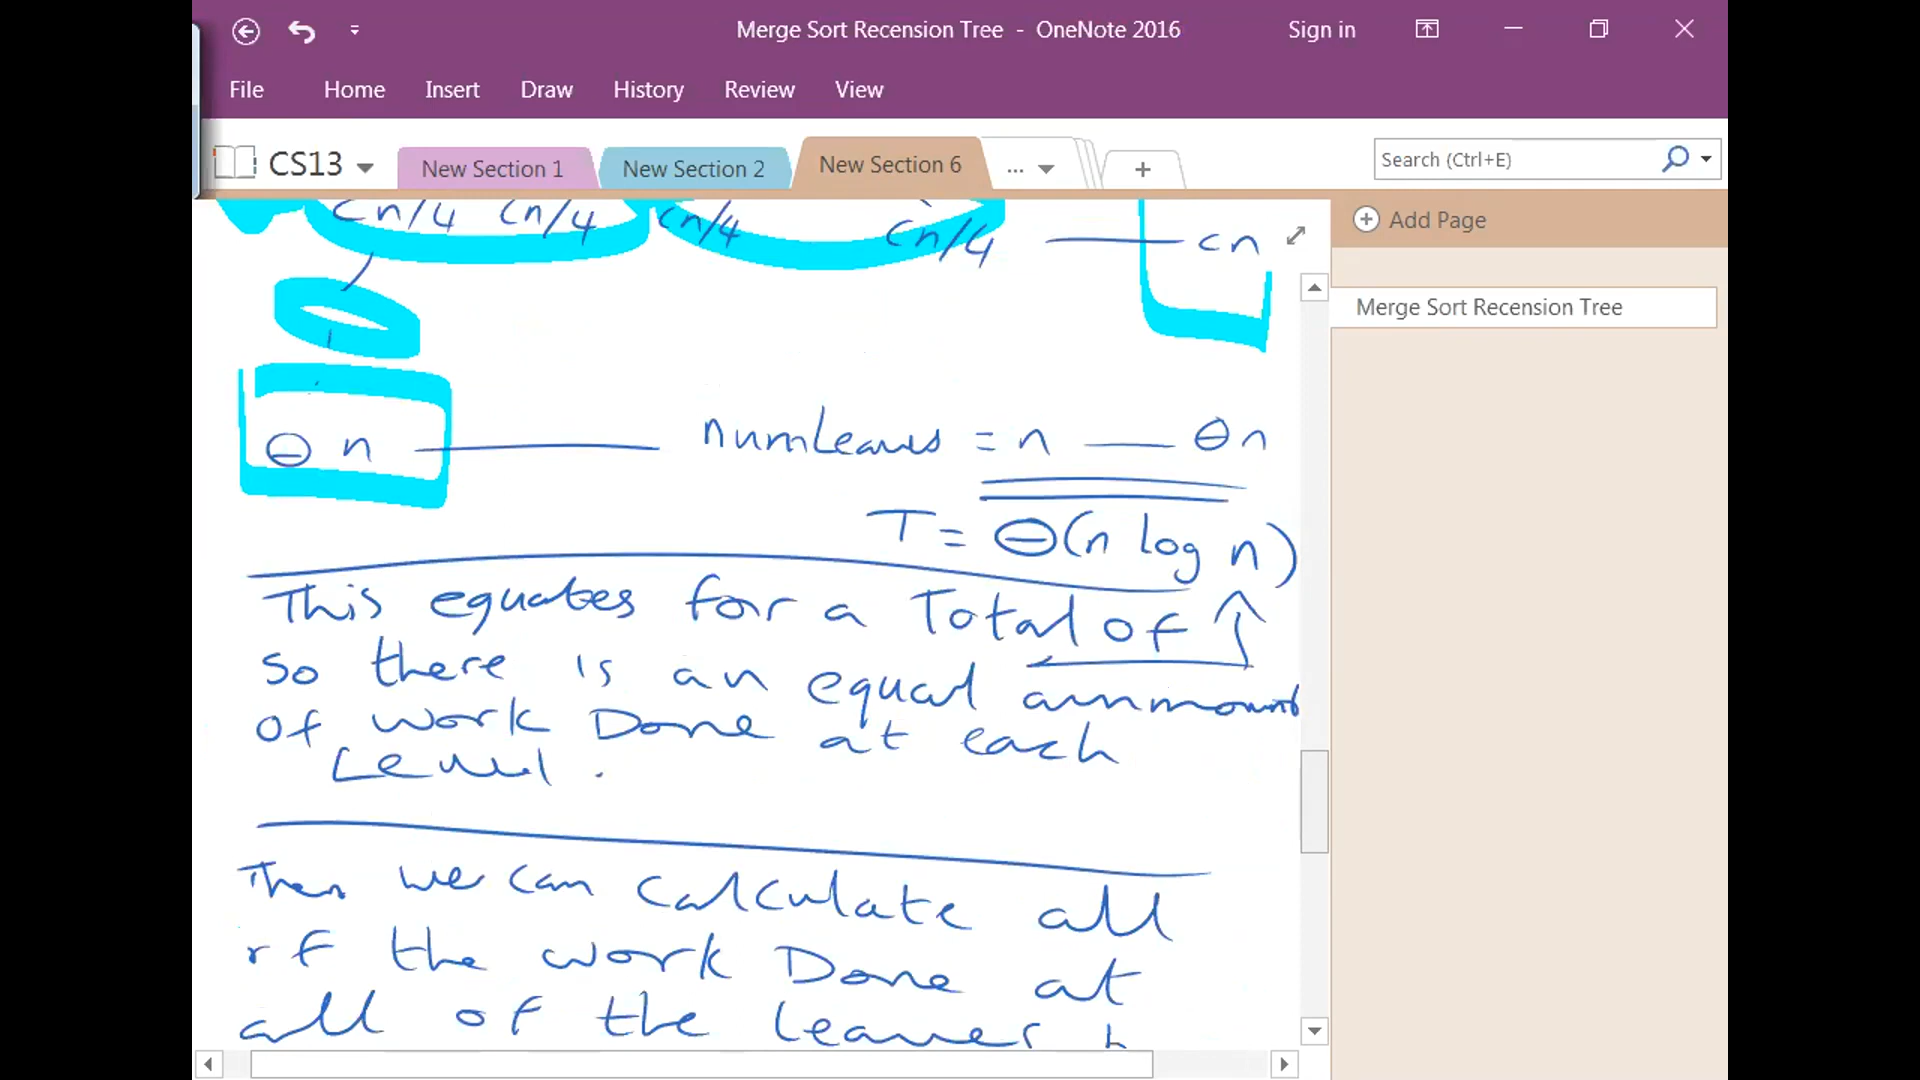 Merge Sort Recension Tree - OneNote 2016
Sign in
File Home Insert Draw History Review View
CS13
New Section 1
New Section 2
New Section 6
...
+
Search (Ctrl+E)
Add Page
Merge Sort Recension Tree
Cn/4 Cn/4 Cn/4 Cn/4 — cn
Θ n — numLeaves = n — Θn
T = Θ(n log n)
This equates for a Total of
so there is an equal ammount
of work Done at each
Level.
Then we can calculate all
of the work Done at
all of the leaves